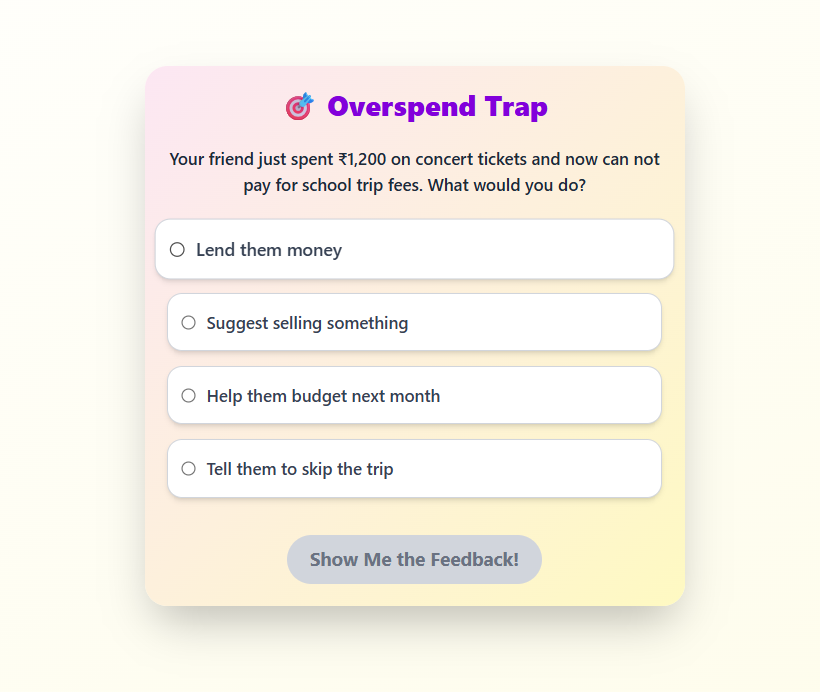 Overspend Trap
Your friend just spent ₹1,200 on concert tickets and now can not
pay for school trip fees. What would you do?
Lend them money
Suggest selling something
Help them budget next month
Tell them to skip the trip
Show Me the Feedback!